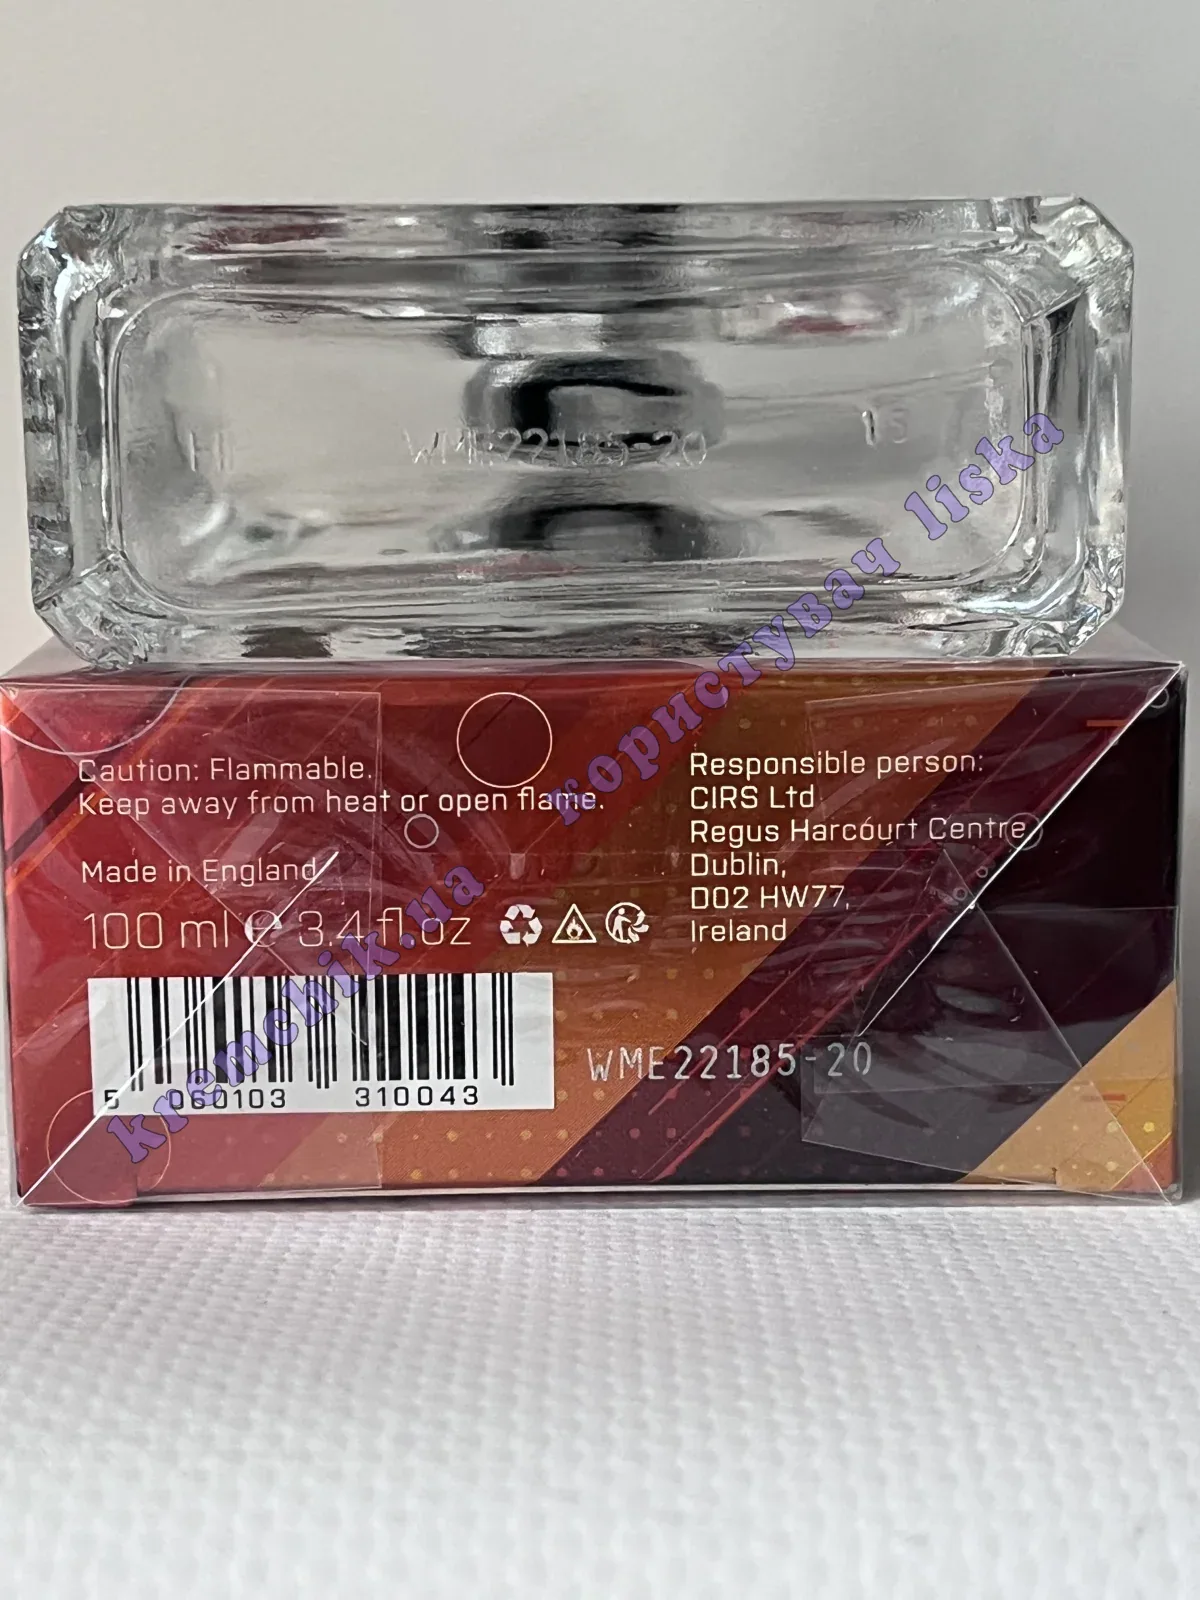 WME22185-20
15
Caution: Flammable.
Keep away from heat or open flame.
Made in England
100 ml e 3.4 fl oz
5 060103 310043
Responsible person:
CIRS Ltd
Regus Harcourt Centre
Dublin,
D02 HW77,
Ireland
WME22185-20
kremchik.ua користувач liska